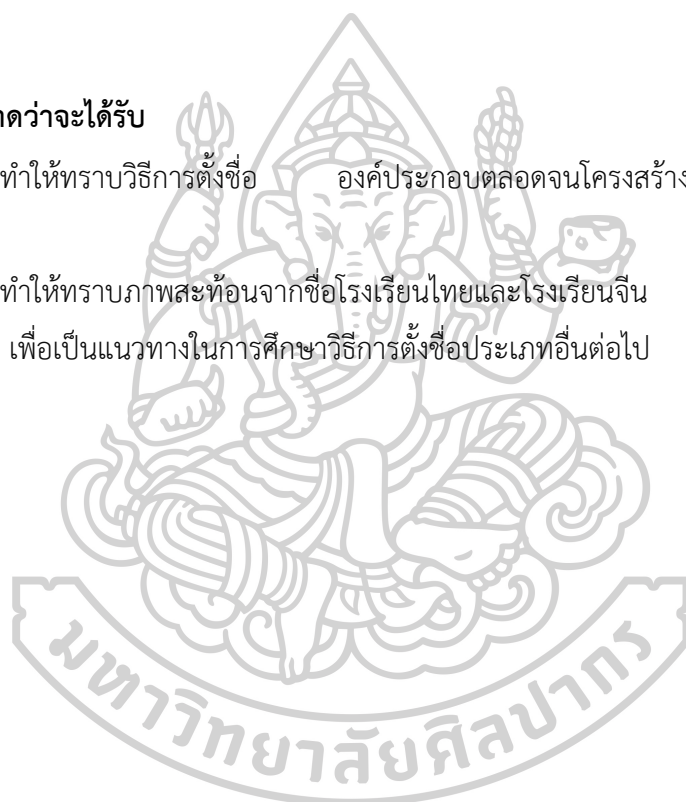 าดว่าจะได้รับ
ทำให้ทราบวิธีการตั้งชื่อ องค์ประกอบตลอดจนโครงสร้าง
ทำให้ทราบภาพสะท้อนจากชื่อโรงเรียนไทยและโรงเรียนจีน
เพื่อเป็นแนวทางในการศึกษาวิธีการตั้งชื่อประเภทอื่นต่อไป
มหาวิทยาลัยศิลปากร